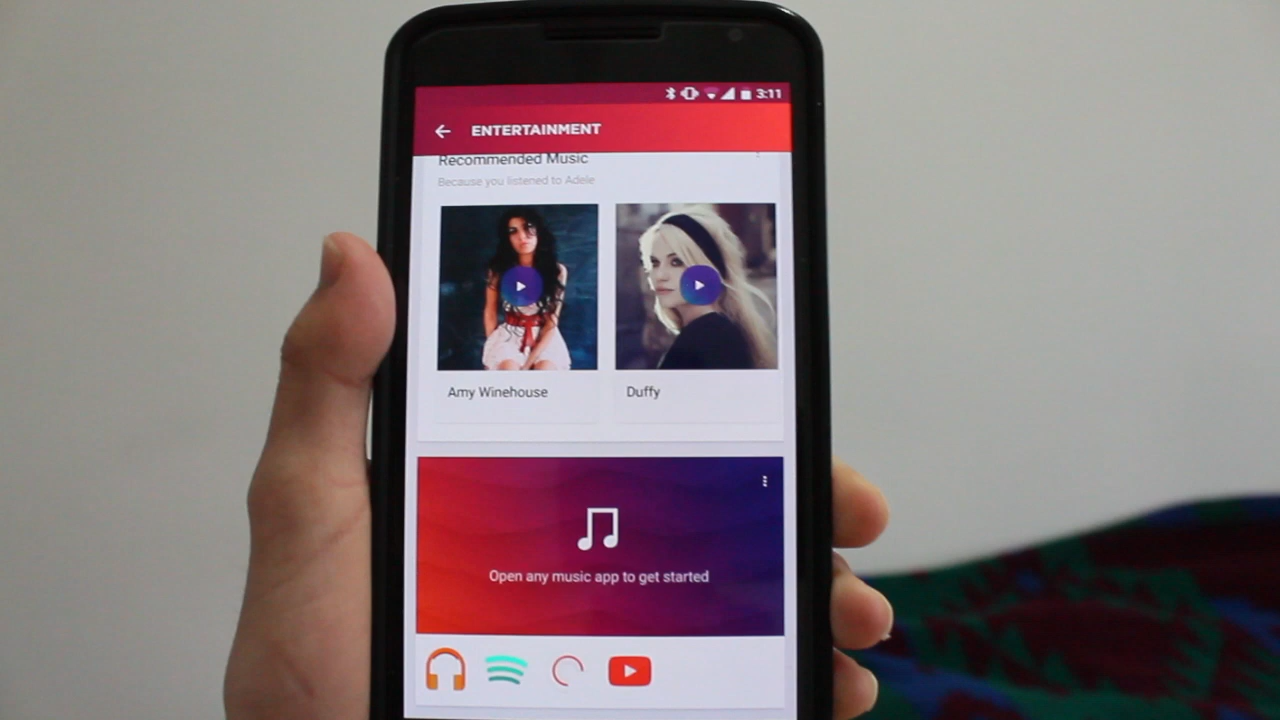 3:11
ENTERTAINMENT
Recommended Music
Because you listened to Adele
Amy Winehouse
Duffy
Open any music app to get started